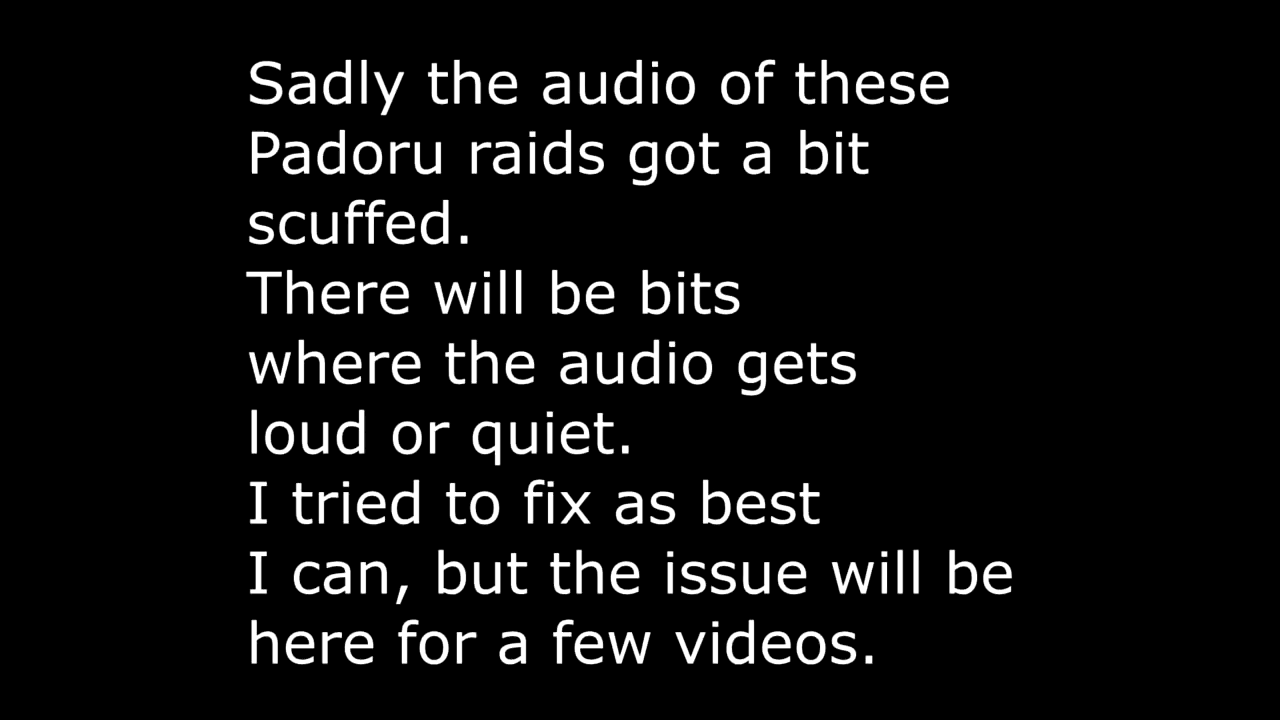 Sadly the audio of these
Padoru raids got a bit
scuffed.
There will be bits
where the audio gets
loud or quiet.
I tried to fix as best
I can, but the issue will be
here for a few videos.